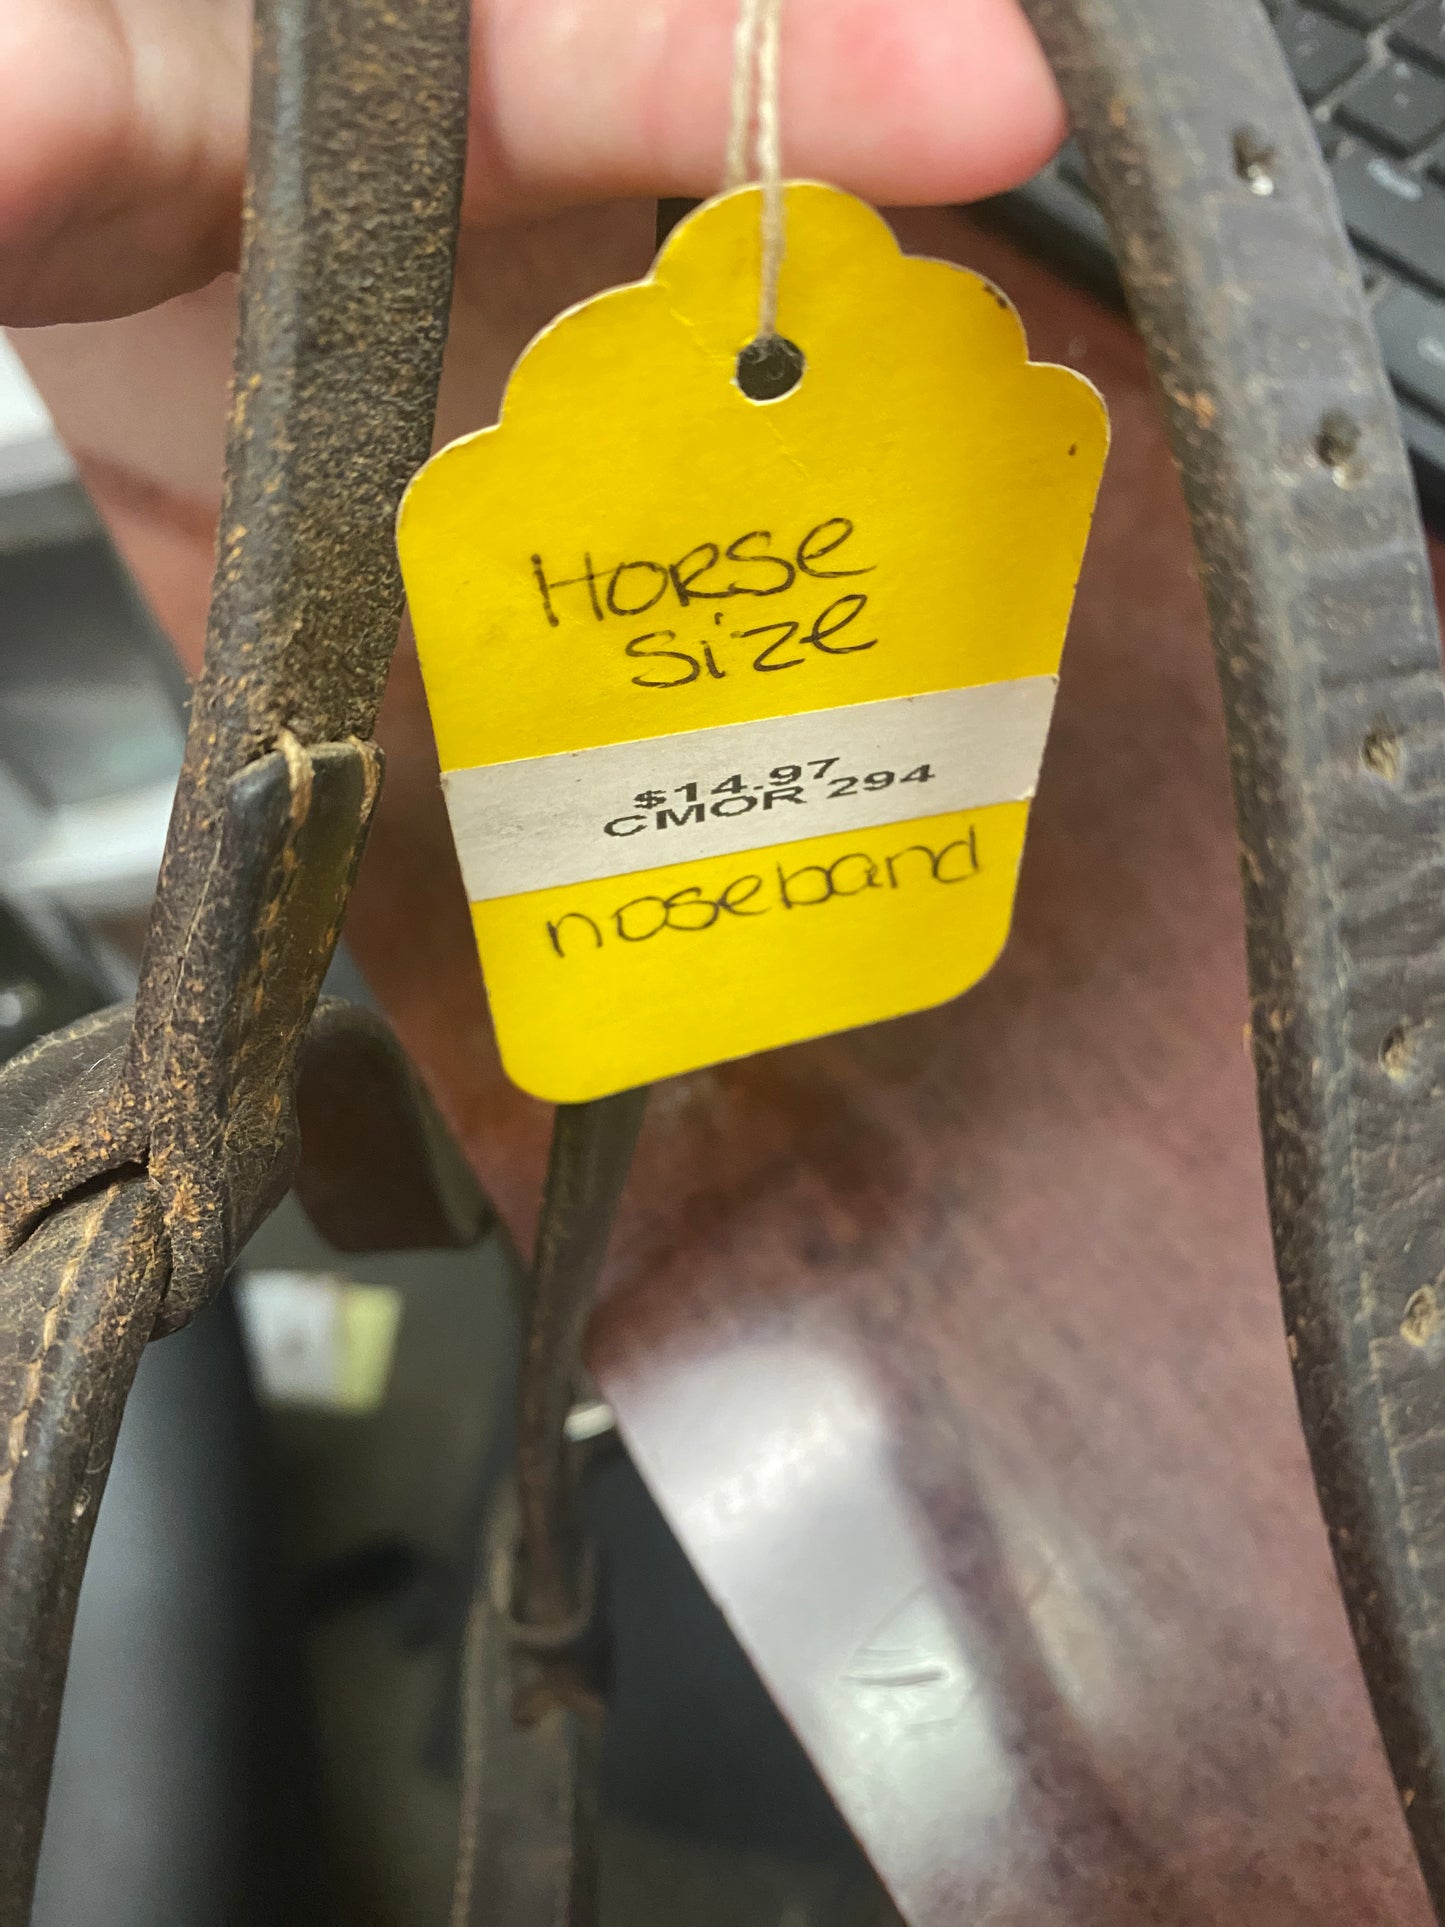 HORSe
Size
$14.97
CMOR 294
noseband